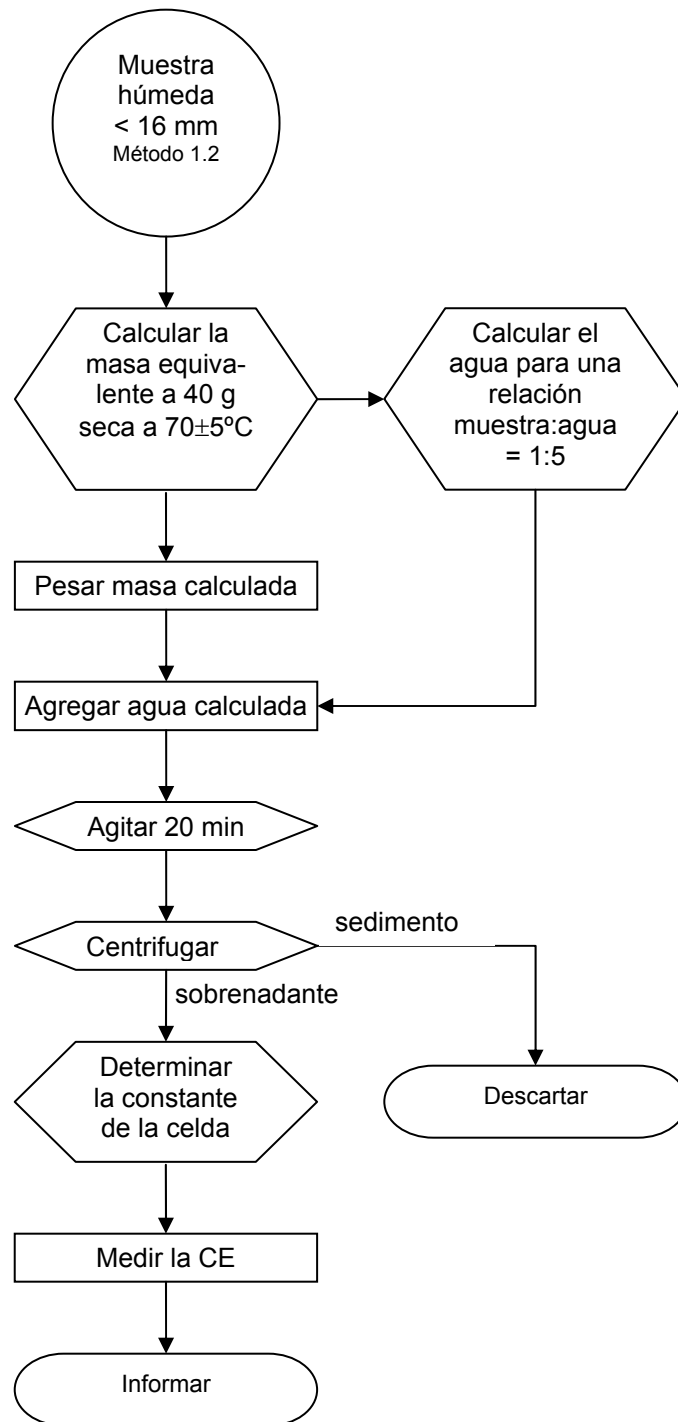 Muestra
húmeda
< 16 mm
Método 1.2
Calcular la
masa equiva-
lente a 40 g
seca a 70±5ºC
Calcular el
agua para una
relación
muestra:agua
= 1:5
Pesar masa calculada
Agregar agua calculada
Agitar 20 min
Centrifugar
sedimento
sobrenadante
Determinar
la constante
de la celda
Descartar
Medir la CE
Informar